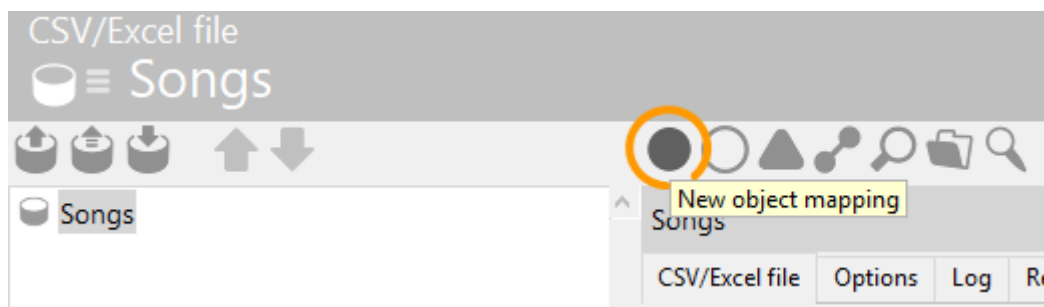 CSV/Excel file
Songs
New object mapping
Songs
Songs
CSV/Excel file Options Log